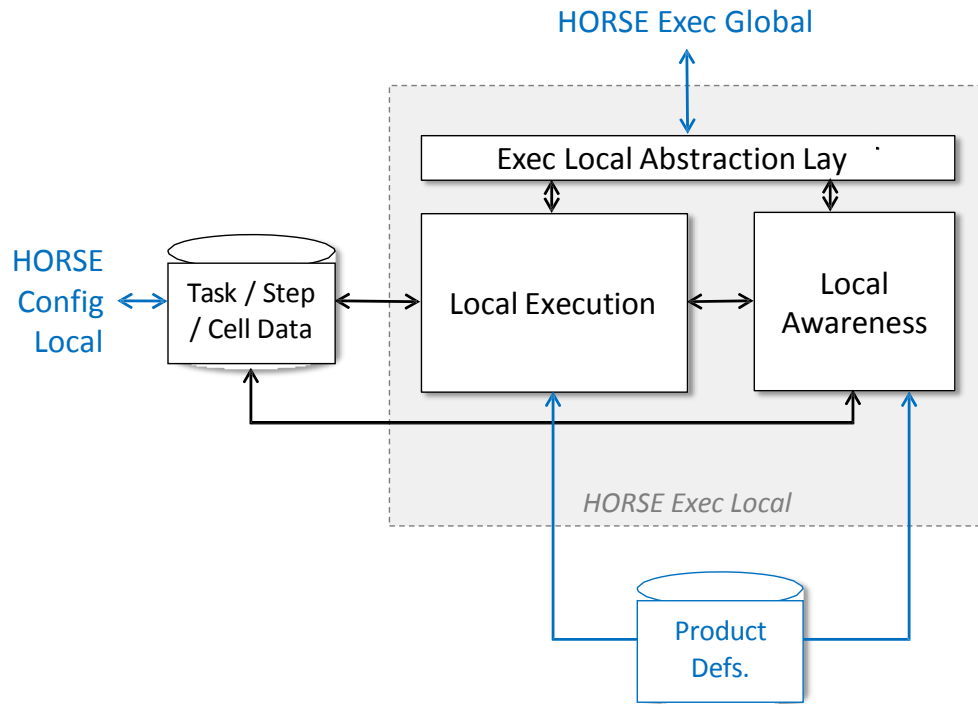 HORSE Exec Global
Exec Local Abstraction Lay
HORSE
Config
Local
Task / Step
/ Cell Data
Local Execution
Local
Awareness
HORSE Exec Local
Product
Defs.